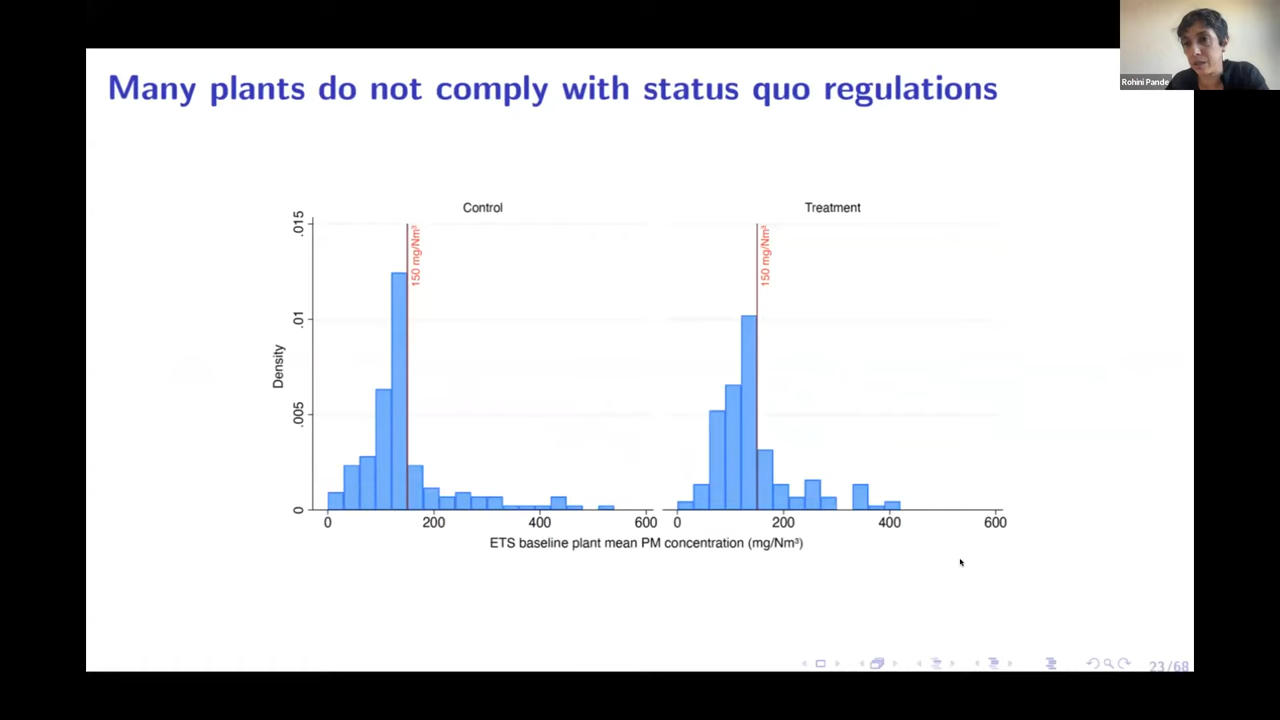 Many plants do not comply with status quo regulations
Rohini Pande
Control
Treatment
.015
.01
.005
0
Density
150 mg/Nm³
150 mg/Nm³
0 200 400 600
0 200 400 600
ETS baseline plant mean PM concentration (mg/Nm³)
23/68